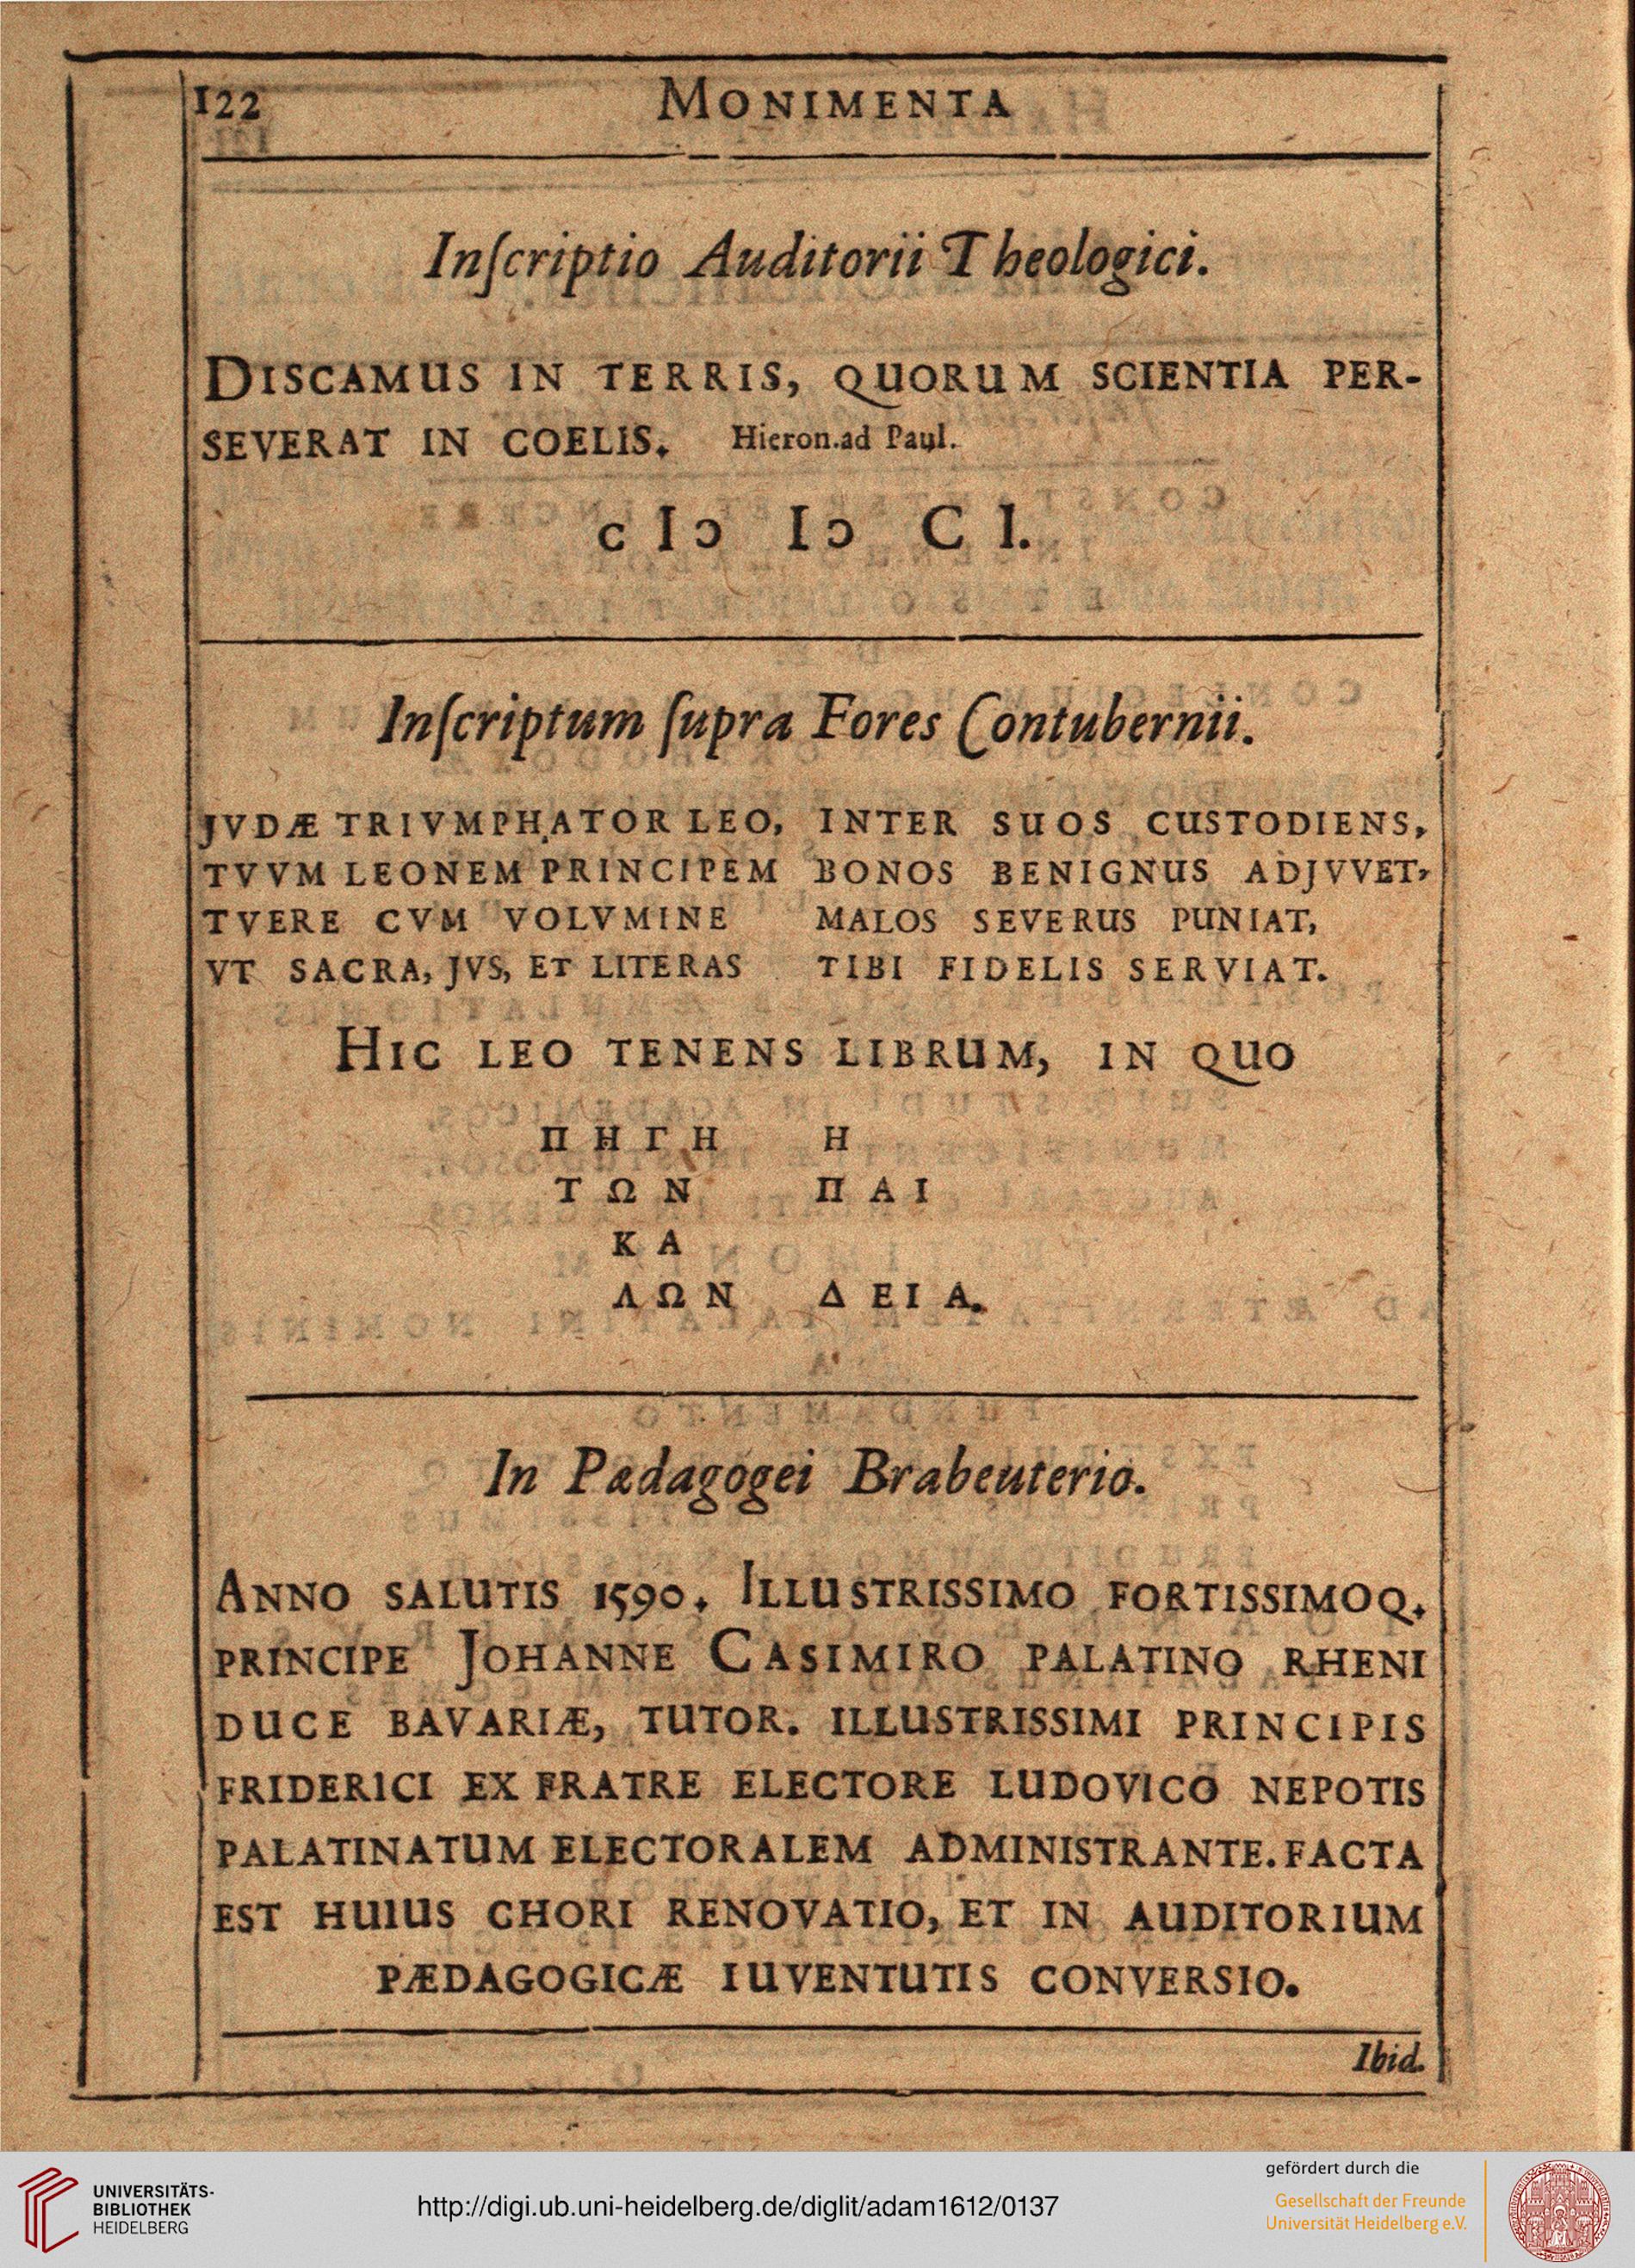 122 MONIMENTA
Inſcriptio Auditorii Theologici.
DISCAMUS IN TERRIS, QUORUM SCIENTIA PER-
SEVERAT IN COELIS. Hieron. ad Paul.
cIↄ Iↄ C I.
Inſcriptum ſupra Fores Contubernii.
JVDÆ TRIVMPHATOR LEO, INTER SUOS CUSTODIENS,
TVVM LEONEM PRINCIPEM BONOS BENIGNUS ADJVVET,
TVERE CVM VOLVMINE MALOS SEVERUS PUNIAT,
VT SACRA, JVS, ET LITERAS TIBI FIDELIS SERVIAT.
HIC LEO TENENS LIBRUM, IN QUO
ΠΗΓΗ Η
ΤΩΝ ΠΑΙ
ΚΑ
ΛΩΝ ΔΕΙΑ.
In Pædagogei Brabeuterio.
ANNO SALUTIS 1590. ILLUSTRISSIMO FORTISSIMOQ.
PRINCIPE JOHANNE CASIMIRO PALATINO RHENI
DUCE BAVARIÆ, TUTOR. ILLUSTRISSIMI PRINCIPIS
FRIDERICI EX FRATRE ELECTORE LUDOVICO NEPOTIS
PALATINATUM ELECTORALEM ADMINISTRANTE. FACTA
EST HUIUS CHORI RENOVATIO, ET IN AUDITORIUM
PÆDAGOGICÆ IUVENTUTIS CONVERSIO.
Ibid.
UNIVERSITÄTS-
BIBLIOTHEK
HEIDELBERG
http://digi.ub.uni-heidelberg.de/diglit/adam1612/0137
gefördert durch die
Gesellschaft der Freunde
Universität Heidelberg e.V.